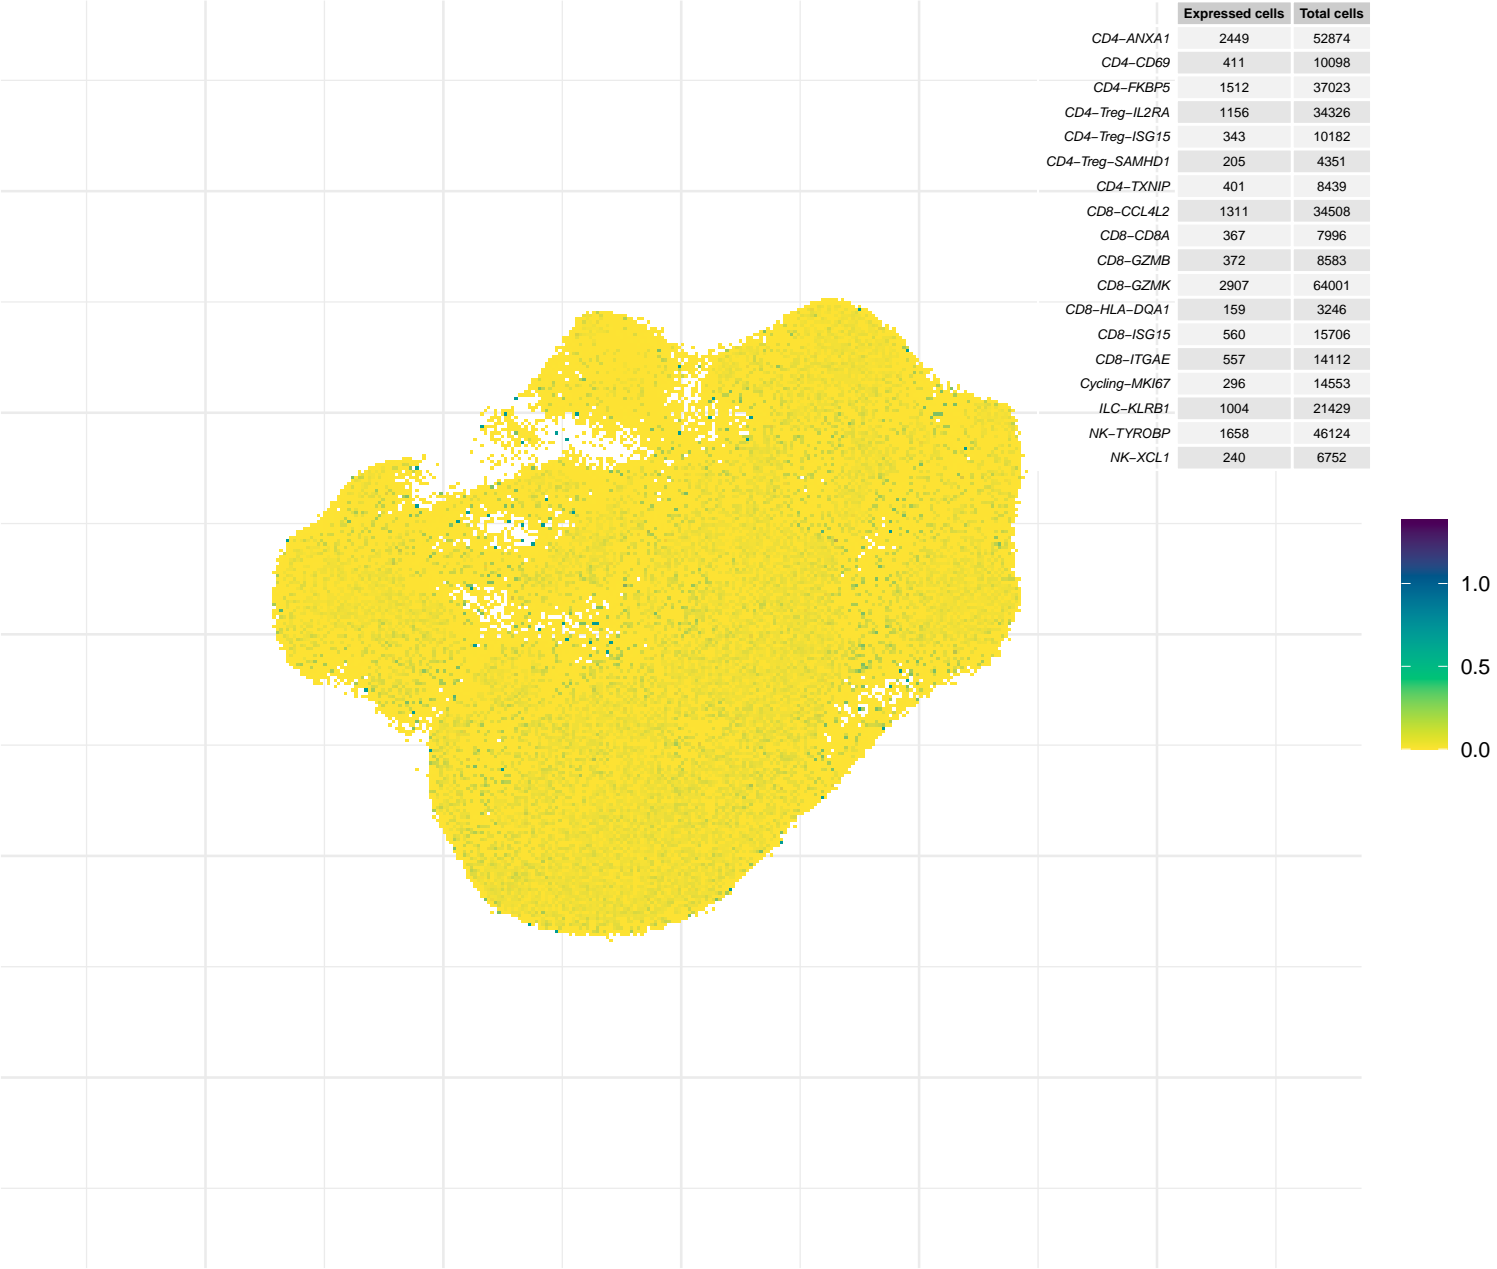 Expressed cells Total cells
CD4−ANXA1 2449 52874
CD4−CD69 411 10098
CD4−FKBP5 1512 37023
CD4−Treg−IL2RA 1156 34326
CD4−Treg−ISG15 343 10182
CD4−Treg−SAMHD1 205 4351
CD4−TXNIP 401 8439
CD8−CCL4L2 1311 34508
CD8−CD8A 367 7996
CD8−GZMB 372 8583
CD8−GZMK 2907 64001
CD8−HLA−DQA1 159 3246
CD8−ISG15 560 15706
CD8−ITGAE 557 14112
Cycling−MKI67 296 14553
ILC−KLRB1 1004 21429
NK−TYROBP 1658 46124
NK−XCL1 240 6752
1.0
0.5
0.0